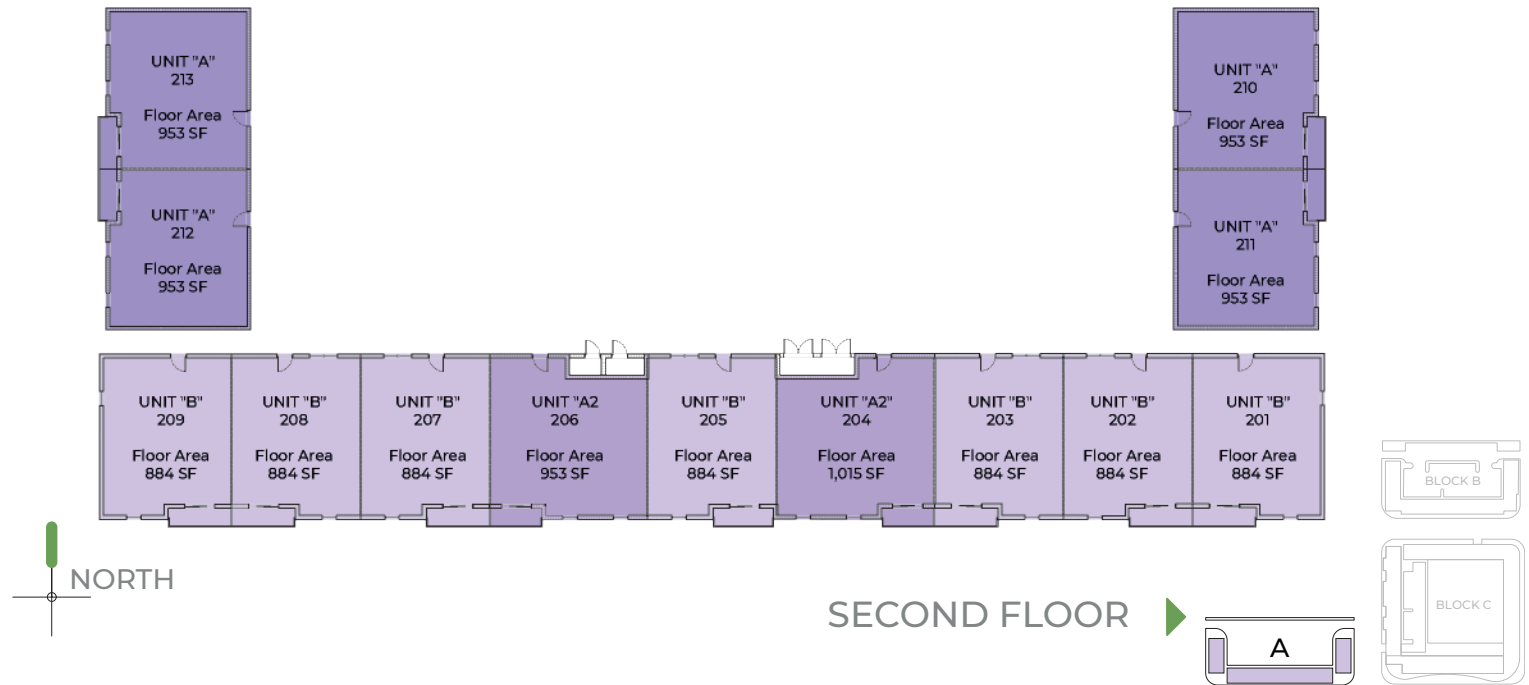 UNIT "A"
213
Floor Area
953 SF
UNIT "A"
212
Floor Area
953 SF
UNIT "A"
210
Floor Area
953 SF
UNIT "A"
211
Floor Area
953 SF
UNIT "B"
209
Floor Area
884 SF
UNIT "B"
208
Floor Area
884 SF
UNIT "B"
207
Floor Area
884 SF
UNIT "A2
206
Floor Area
953 SF
UNIT "B"
205
Floor Area
884 SF
UNIT "A2"
204
Floor Area
1,015 SF
UNIT "B"
203
Floor Area
884 SF
UNIT "B"
202
Floor Area
884 SF
UNIT "B"
201
Floor Area
884 SF
NORTH
SECOND FLOOR
A
BLOCK B
BLOCK C